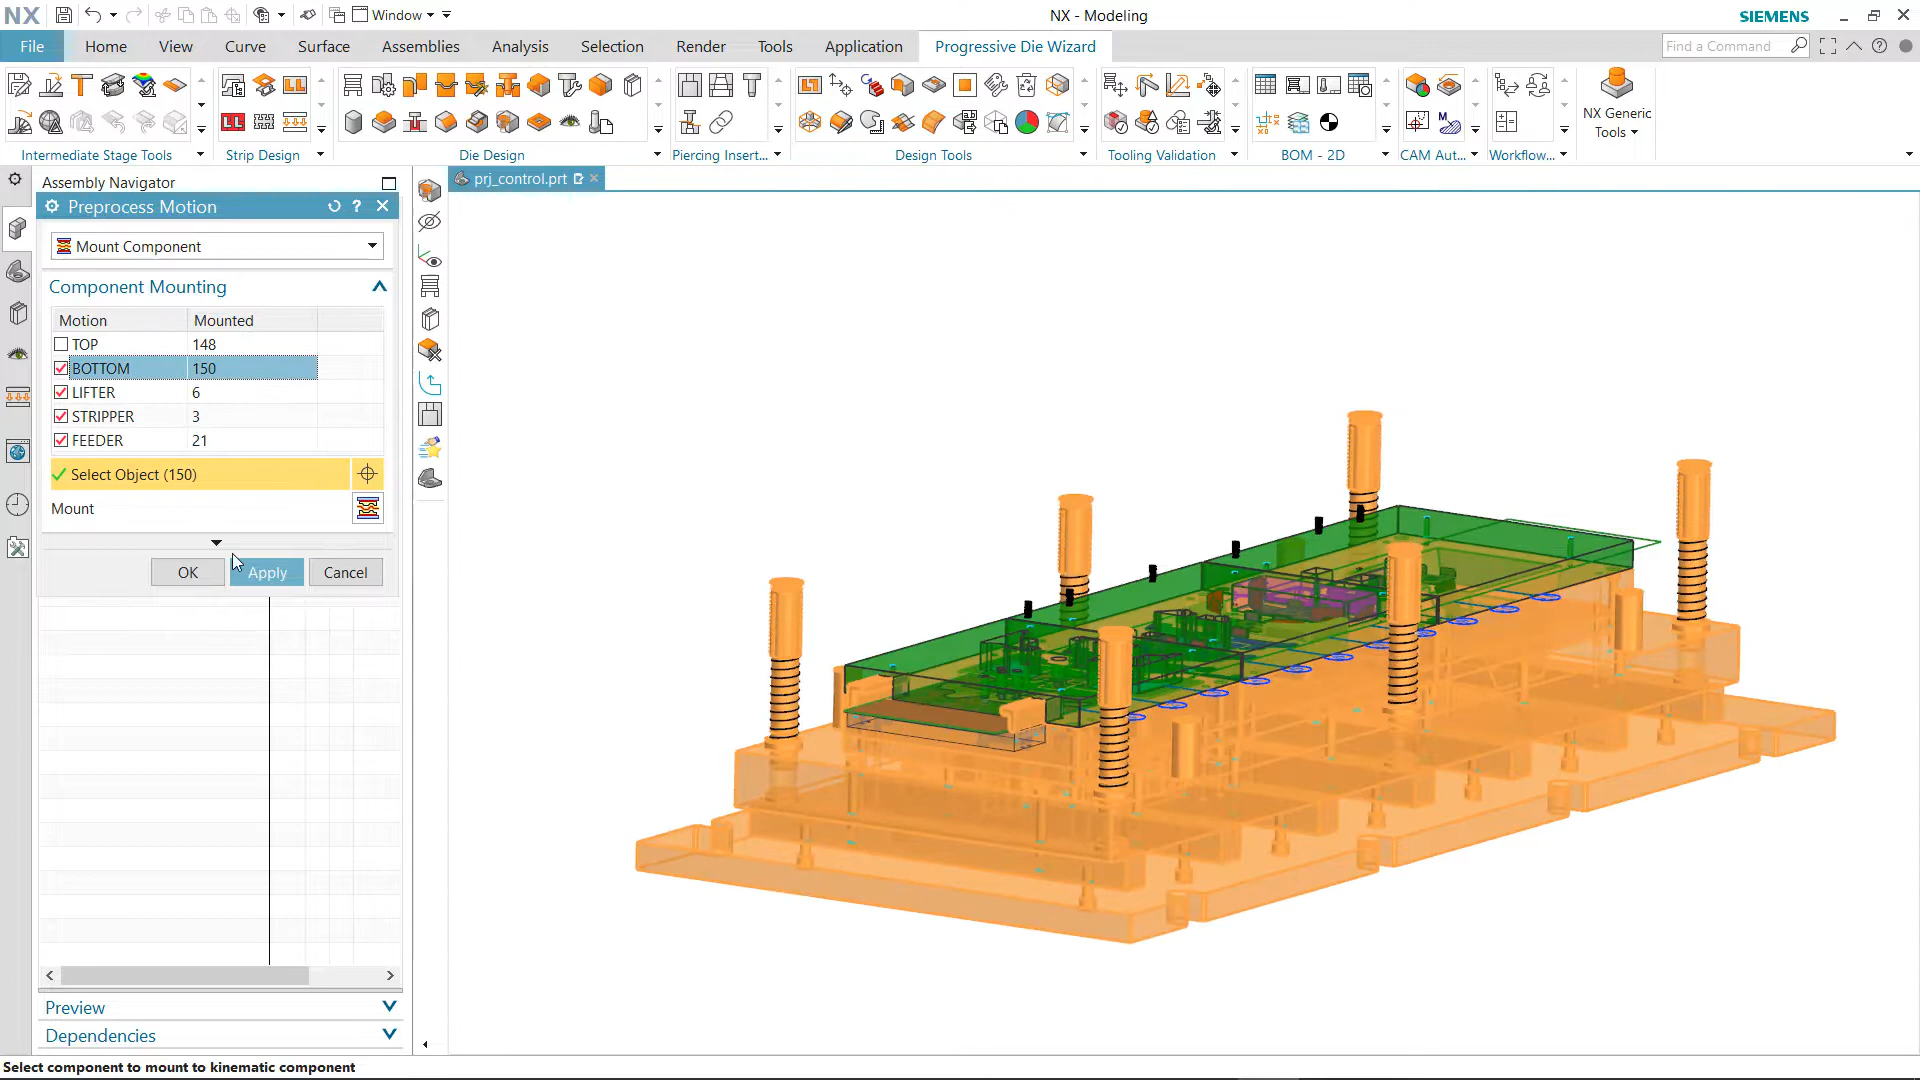 NX Window NX - Modeling SIEMENS
File Home View Curve Surface Assemblies Analysis Selection Render Tools Application Progressive Die Wizard Find a Command
NX Generic
Tools
Intermediate Stage Tools Strip Design Die Design Piercing Insert... Design Tools Tooling Validation BOM - 2D CAM Aut... Workflow...
Assembly Navigator prj_control.prt
Preprocess Motion
Mount Component
Component Mounting
Motion Mounted
TOP 148
BOTTOM 150
LIFTER 6
STRIPPER 3
FEEDER 21
Select Object (150)
Mount
OK Apply Cancel
Preview
Dependencies
Select component to mount to kinematic component